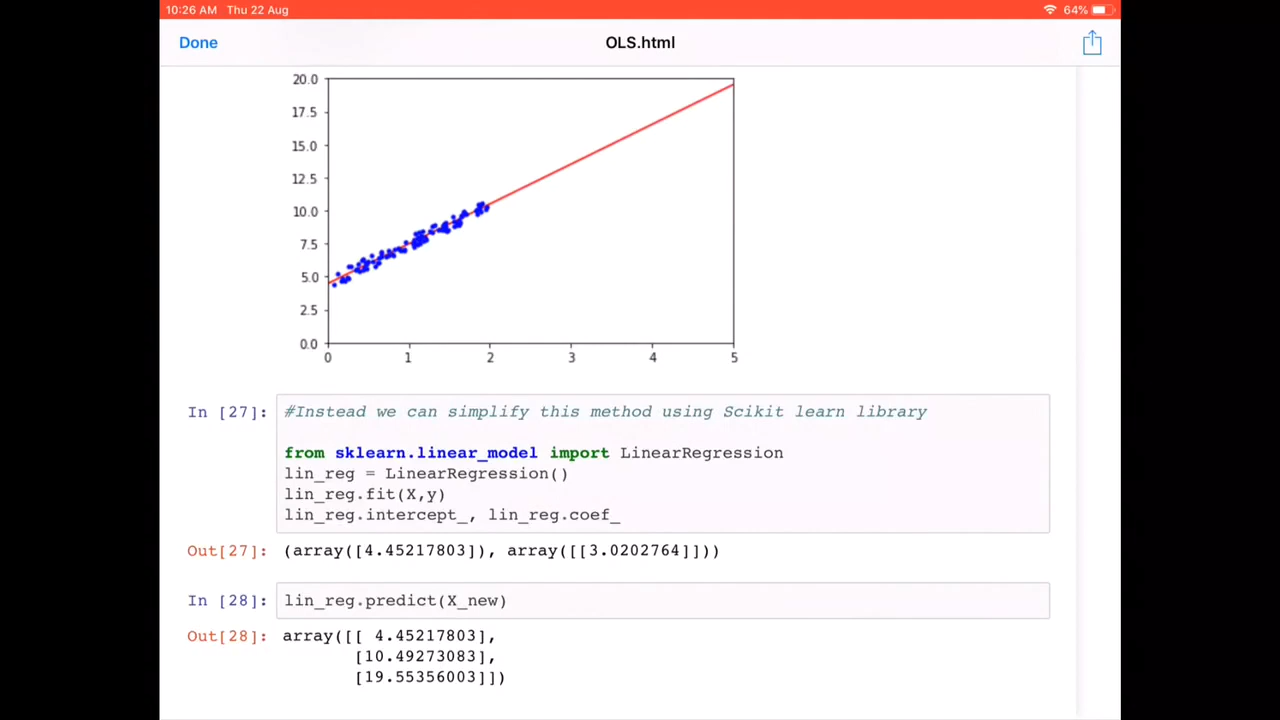 10:26 AM Thu 22 Aug 64%
Done OLS.html
20.0
17.5
15.0
12.5
10.0
7.5
5.0
2.5
0.0
0 1 2 3 4 5
In [27]: #Instead we can simplify this method using Scikit learn library
from sklearn.linear_model import LinearRegression
lin_reg = LinearRegression()
lin_reg.fit(X,y)
lin_reg.intercept_, lin_reg.coef_
Out[27]: (array([4.45217803]), array([[3.0202764]]))
In [28]: lin_reg.predict(X_new)
Out[28]: array([[ 4.45217803],
[10.49273083],
[19.55356003]])